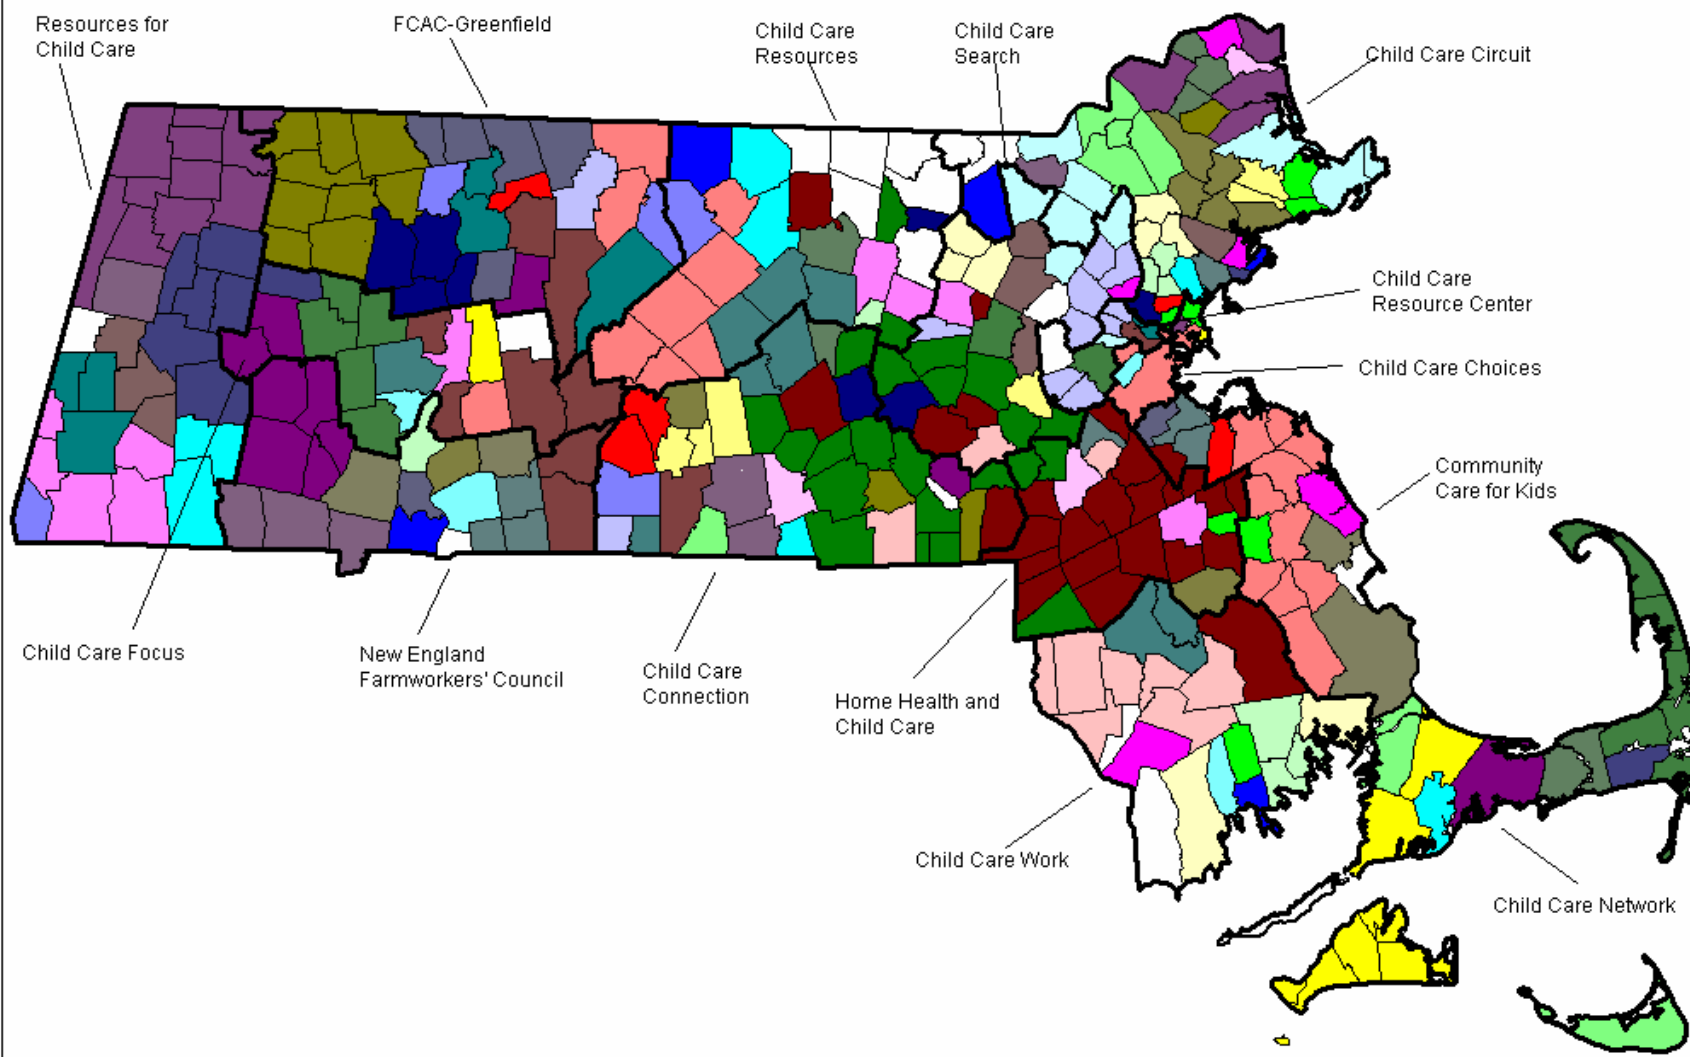 Resources for
Child Care
FCAC-Greenfield
Child Care
Resources
Child Care
Search
Child Care Circuit
Child Care
Resource Center
Child Care Choices
Community
Care for Kids
Child Care Focus
New England
Farmworkers' Council
Child Care
Connection
Home Health and
Child Care
Child Care Work
Child Care Network